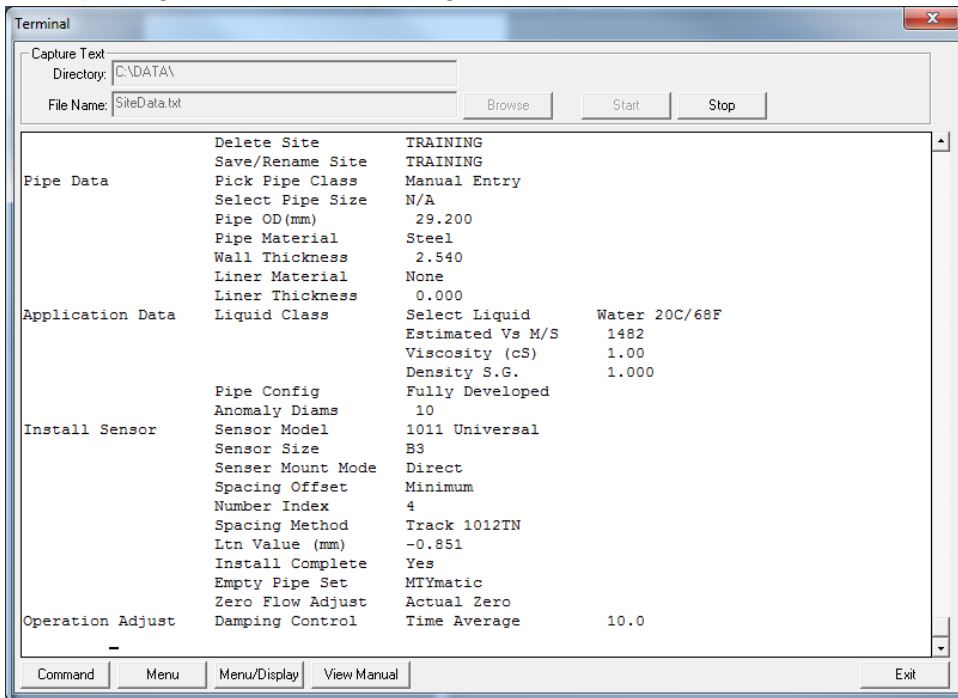 Terminal
Capture Text
Directory: C:\DATA\
File Name: SiteData.txt Browse Start Stop
Delete Site TRAINING
Save/Rename Site TRAINING
Pipe Data Pick Pipe Class Manual Entry
Select Pipe Size N/A
Pipe OD(mm) 29.200
Pipe Material Steel
Wall Thickness 2.540
Liner Material None
Liner Thickness 0.000
Application Data Liquid Class Select Liquid Water 20C/68F
Estimated Vs M/S 1482
Viscosity (cS) 1.00
Density S.G. 1.000
Pipe Config Fully Developed
Anomaly Diams 10
Install Sensor Sensor Model 1011 Universal
Sensor Size B3
Senser Mount Mode Direct
Spacing Offset Minimum
Number Index 4
Spacing Method Track 1012TN
Ltn Value (mm) -0.851
Install Complete Yes
Empty Pipe Set MTYmatic
Zero Flow Adjust Actual Zero
Operation Adjust Damping Control Time Average 10.0
Command Menu Menu/Display View Manual Exit